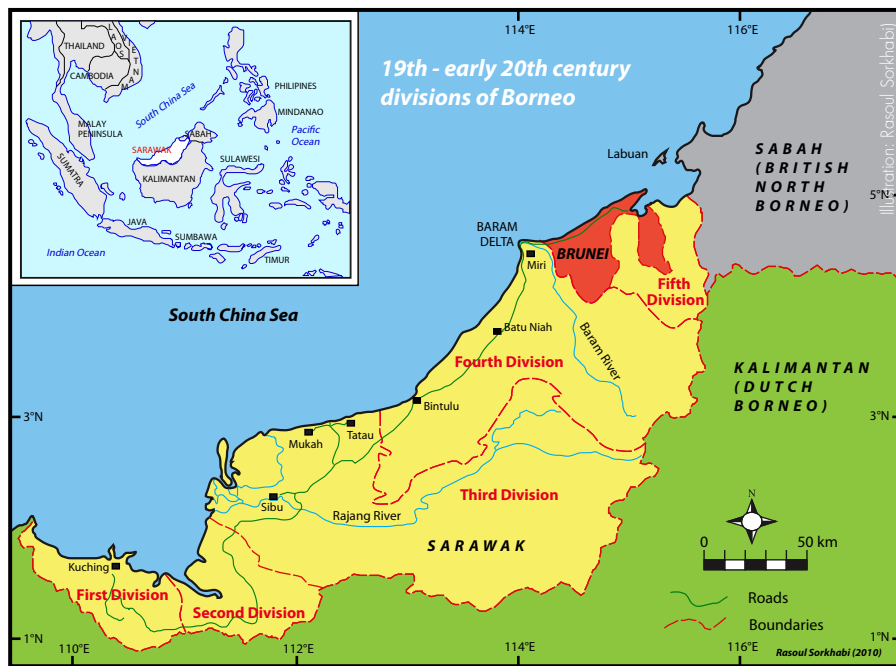 114°E
116°E
19th - early 20th century
divisions of Borneo
Illustration: Rasoul Sorkhabi)
THAILAND
LAOS
VIETNAM
CAMBODIA
South China Sea
PHILIPINES
MINDANAO
MALAY
PENINSULA
Pacific
Ocean
SABAH
SARAWAK
SUMATRA
KALIMANTAN
SULAWESI
JAVA
SUMBAWA
Indian Ocean
TIMUR
Labuan
SABAH
(BRITISH
NORTH
BORNEO)
5°N
BARAM
DELTA
BRUNEI
Miri
Fifth
Division
South China Sea
Batu Niah
Baram River
Fourth Division
KALIMANTAN
(DUTCH
BORNEO)
3°N
3°N
Bintulu
Mukah
Tatau
Sibu
Third Division
Rajang River
SARAWAK
N
0
50 km
Kuching
First Division
Second Division
Roads
Boundaries
1°N
1°N
110°E
112°E
114°E
116°E
Rasoul Sorkhabi (2010)